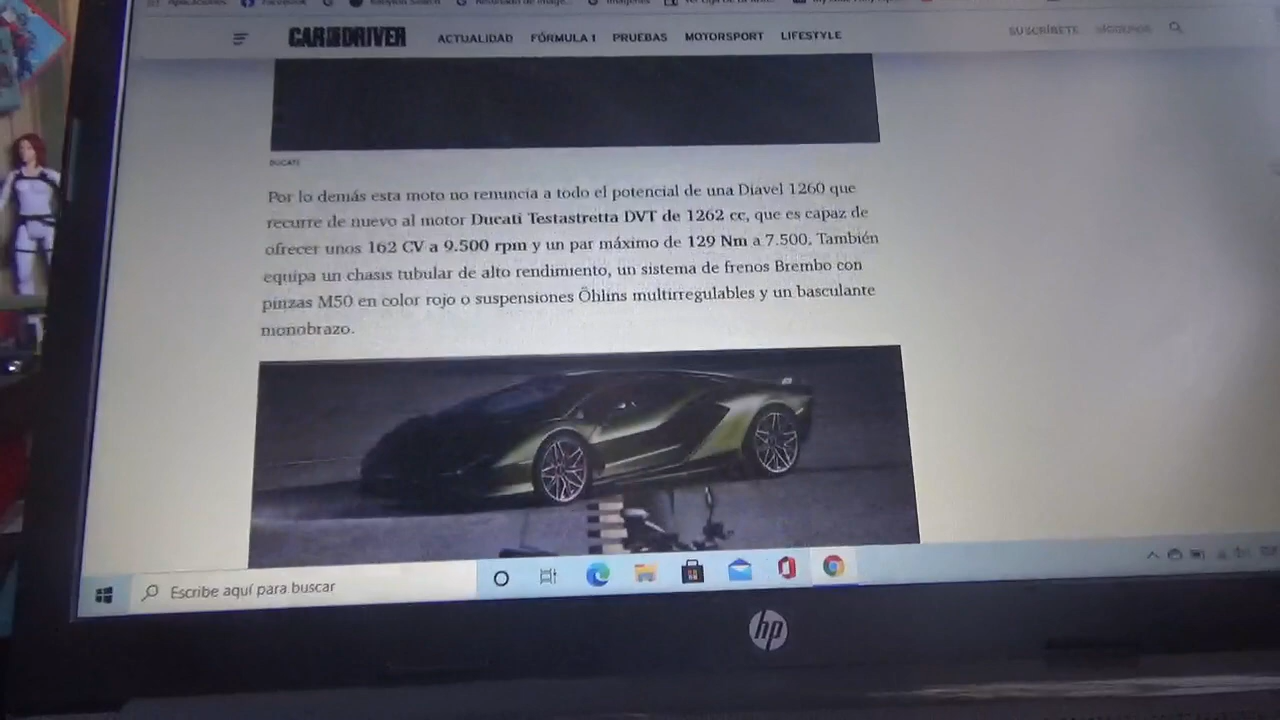 Facebook
CAR AND DRIVER
ACTUALIDAD FÓRMULA 1 PRUEBAS MOTORSPORT LIFESTYLE
SUSCRÍBETE SÍGUENOS
DUCATI
Por lo demás esta moto no renuncia a todo el potencial de una Diavel 1260 que
recurre de nuevo al motor Ducati Testastretta DVT de 1262 cc, que es capaz de
ofrecer unos 162 CV a 9.500 rpm y un par máximo de 129 Nm a 7.500. También
equipa un chasis tubular de alto rendimiento, un sistema de frenos Brembo con
pinzas M50 en color rojo o suspensiones Öhlins multirregulables y un basculante
monobrazo.
Escribe aquí para buscar
hp